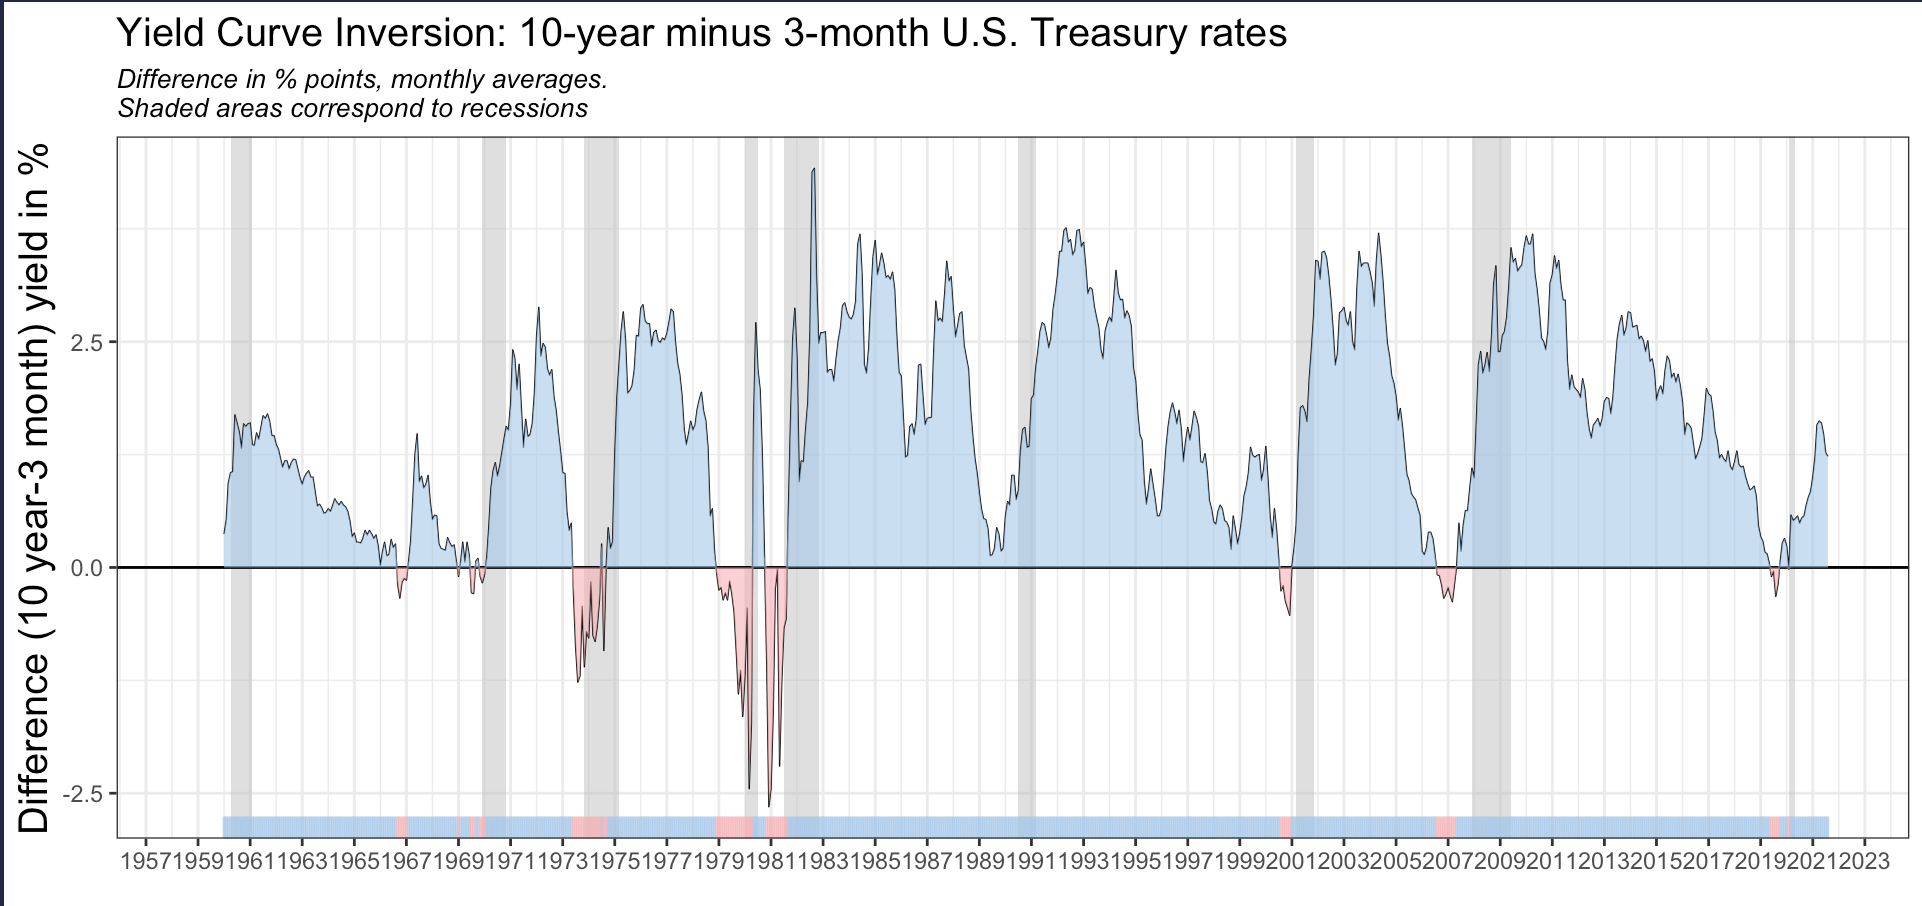 Yield Curve Inversion: 10-year minus 3-month U.S. Treasury rates
Difference in % points, monthly averages.
Shaded areas correspond to recessions
Difference (10 year-3 month) yield in %
2.5
0.0
-2.5
1957 1959 1961 1963 1965 1967 1969 1971 1973 1975 1977 1979 1981 1983 1985 1987 1989 1991 1993 1995 1997 1999 2001 2003 2005 2007 2009 2011 2013 2015 2017 2019 2021 2023